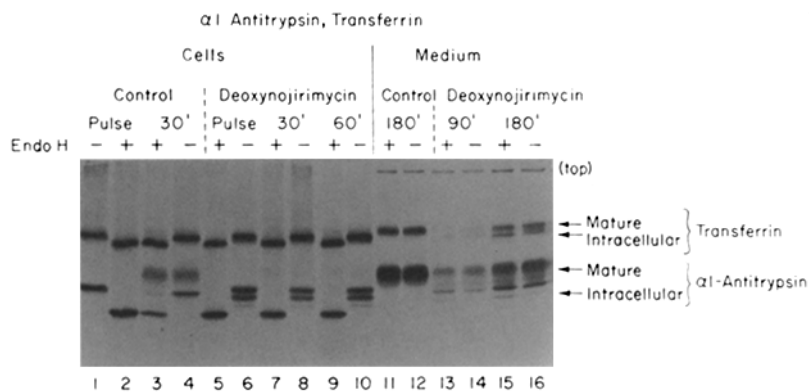 α1 Antitrypsin, Transferrin
Cells Medium
Control Deoxynojirimycin Control Deoxynojirimycin
Pulse 30' Pulse 30' 60' 180' 90' 180'
Endo H − + + − + − + − + − + − + − + −
(top)
Mature
Intracellular
Transferrin
Mature
Intracellular
α1-Antitrypsin
1 2 3 4 5 6 7 8 9 10 11 12 13 14 15 16